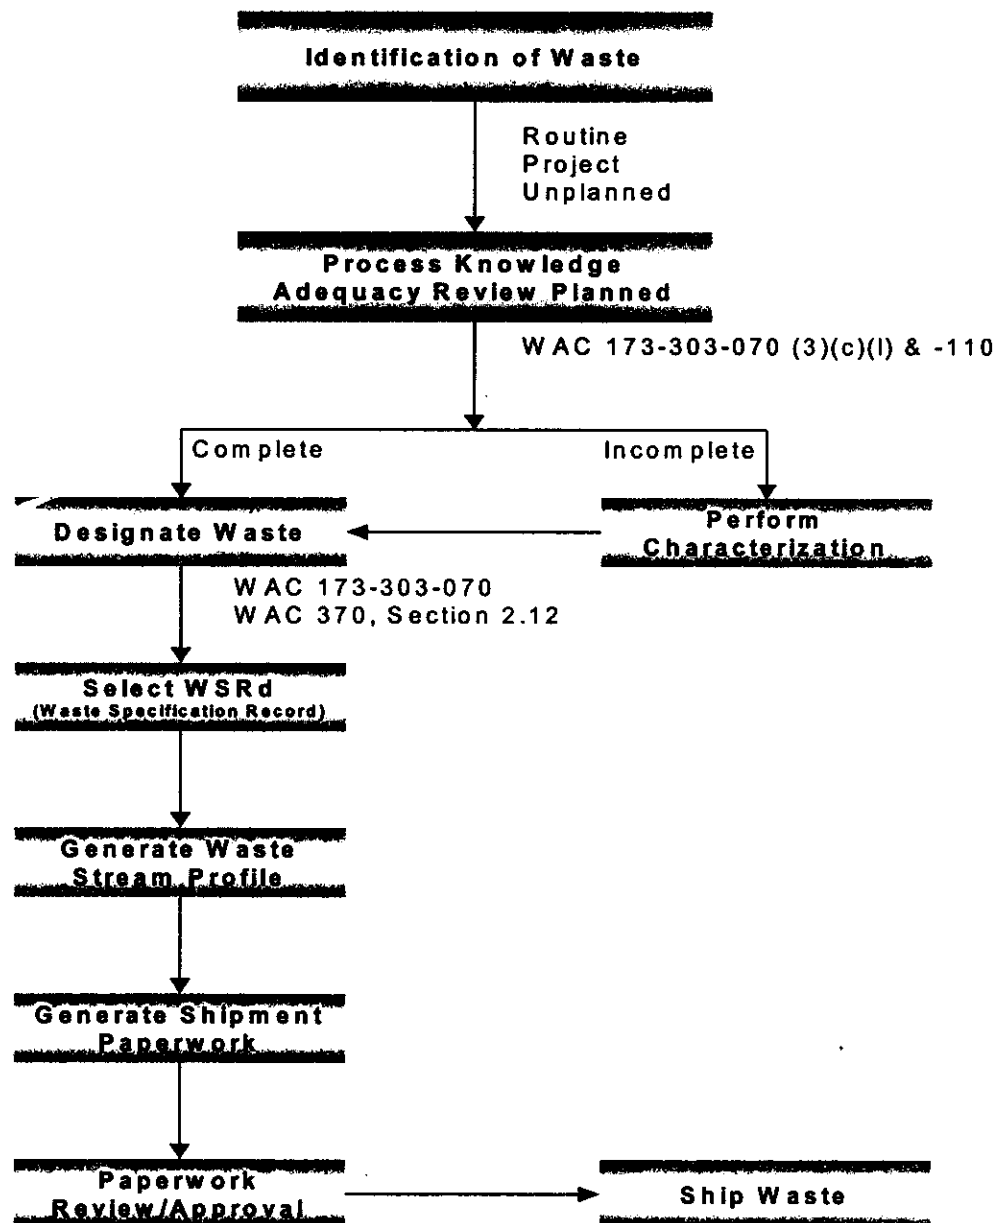 Identification of Waste
Routine
Project
Unplanned
Process Knowledge
Adequacy Review Planned
WAC 173-303-070 (3)(c)(I) & -110
Complete
Incomplete
Designate Waste
Perform
Characterization
WAC 173-303-070
WAC 370, Section 2.12
Select WSRd
(Waste Specification Record)
Generate Waste
Stream Profile
Generate Shipment
Paperwork
Paperwork
Review/Approval
Ship Waste